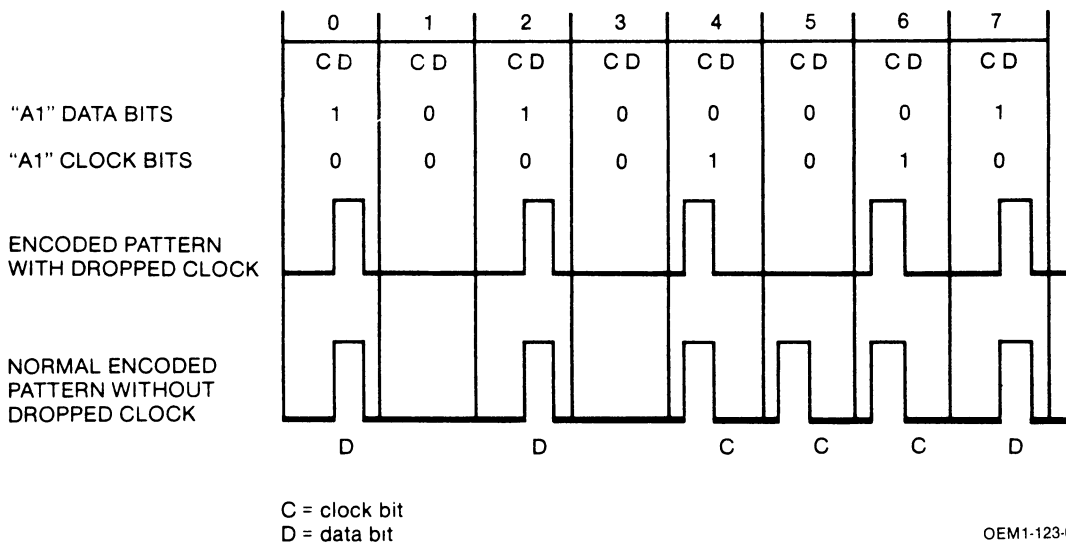 0 1 2 3 4 5 6 7
C D C D C D C D C D C D C D C D
"A1" DATA BITS 1 0 1 0 0 0 0 1
"A1" CLOCK BITS 0 0 0 0 1 0 1 0
ENCODED PATTERN
WITH DROPPED CLOCK
NORMAL ENCODED
PATTERN WITHOUT
DROPPED CLOCK
D D C C C D
C = clock bit
D = data bit
OEM1-123-